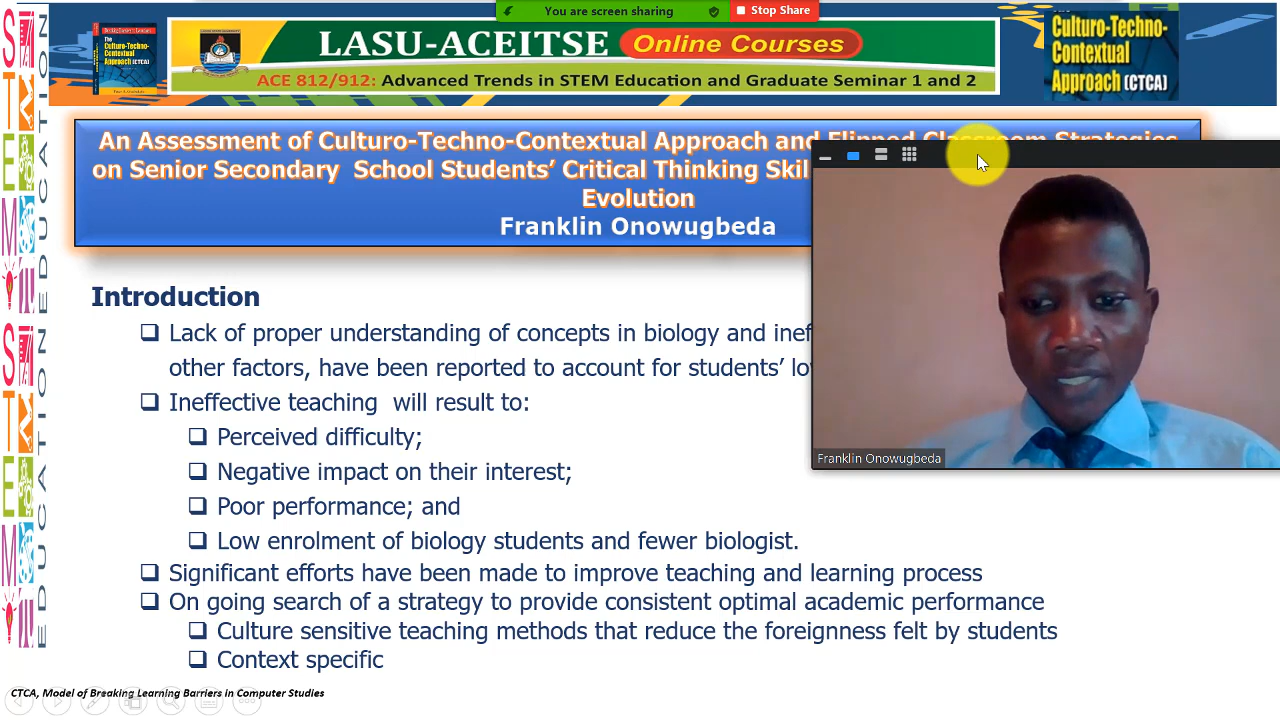 You are screen sharing
Stop Share
LASU-ACEITSE Online Courses
ACE 812/912: Advanced Trends in STEM Education and Graduate Seminar 1 and 2
The
Culturo-Techno-
Contextual
Approach (CTCA)
Culturo-Techno-
Contextual
Approach (CTCA)
STEM
EDUCATION
STEM
EDUCATION
An Assessment of Culturo-Techno-Contextual Approach and Flipped Classroom Strategies
on Senior Secondary School Students' Critical Thinking Skil
Evolution
Franklin Onowugbeda
Introduction
❑ Lack of proper understanding of concepts in biology and inef
other factors, have been reported to account for students' lo
❑ Ineffective teaching will result to:
❑ Perceived difficulty;
❑ Negative impact on their interest;
❑ Poor performance; and
❑ Low enrolment of biology students and fewer biologist.
❑ Significant efforts have been made to improve teaching and learning process
❑ On going search of a strategy to provide consistent optimal academic performance
❑ Culture sensitive teaching methods that reduce the foreignness felt by students
❑ Context specific
Franklin Onowugbeda
CTCA, Model of Breaking Learning Barriers in Computer Studies